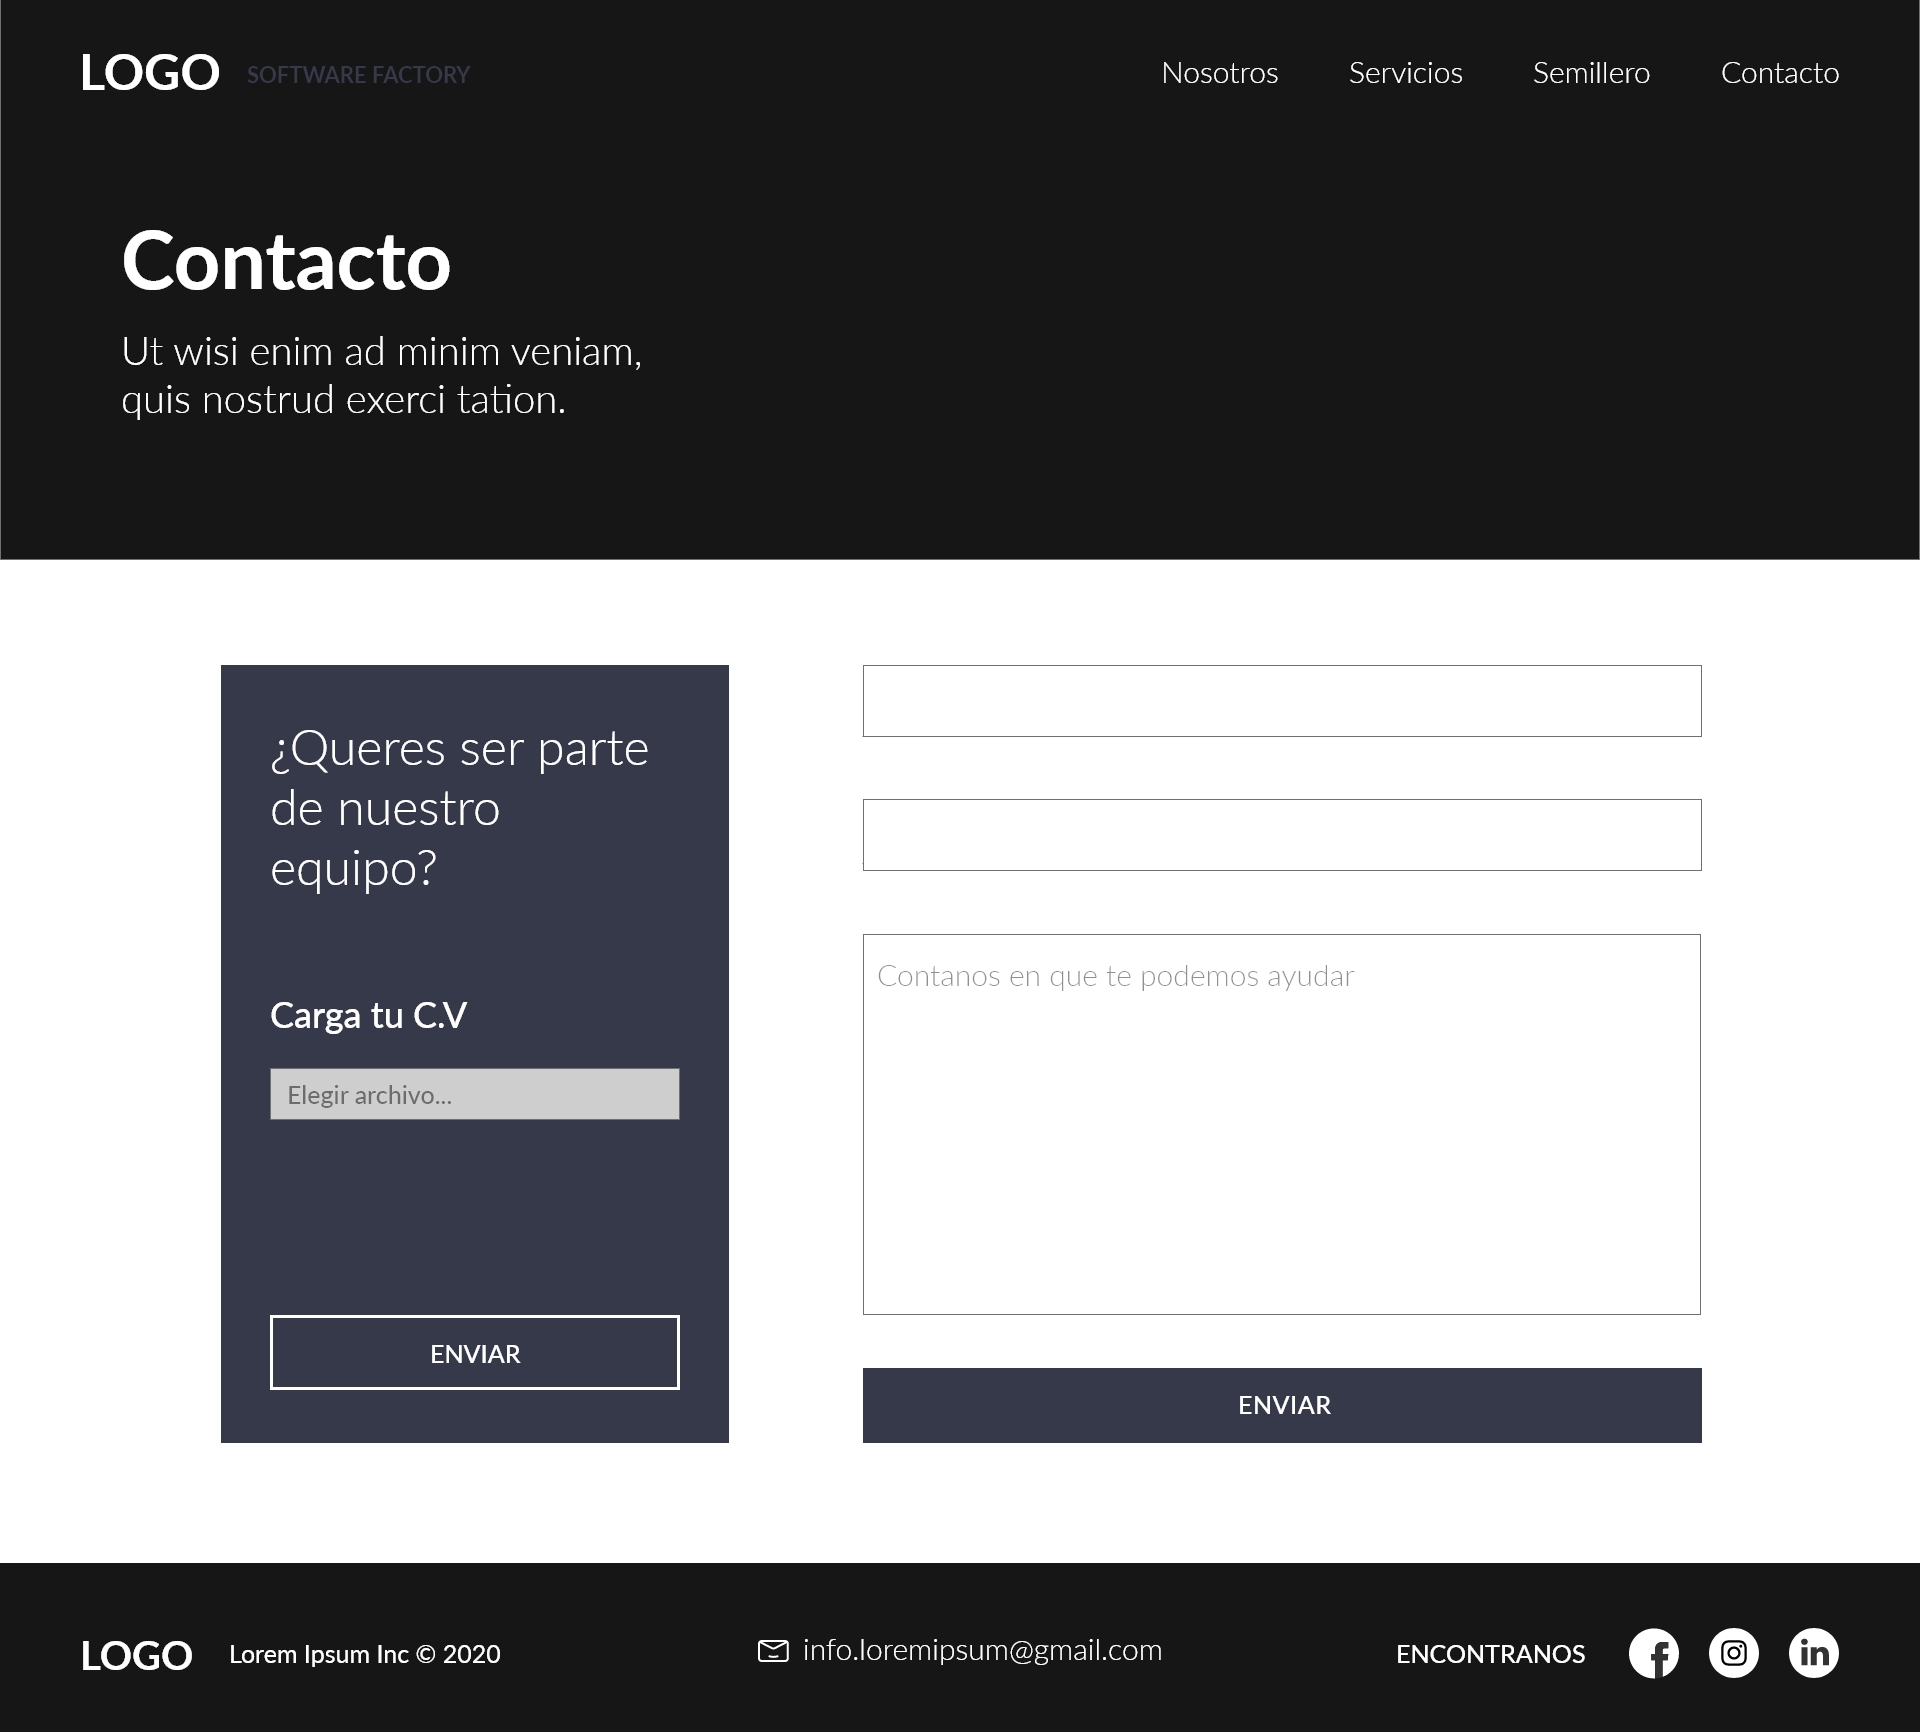 LOGO SOFTWARE FACTORY Nosotros Servicios Semillero Contacto
Contacto
Ut wisi enim ad minim veniam,
quis nostrud exerci tation.
¿Queres ser parte
de nuestro
equipo?
Carga tu C.V
Elegir archivo...
ENVIAR
Contanos en que te podemos ayudar
ENVIAR
LOGO Lorem Ipsum Inc © 2020 info.loremipsum@gmail.com ENCONTRANOS